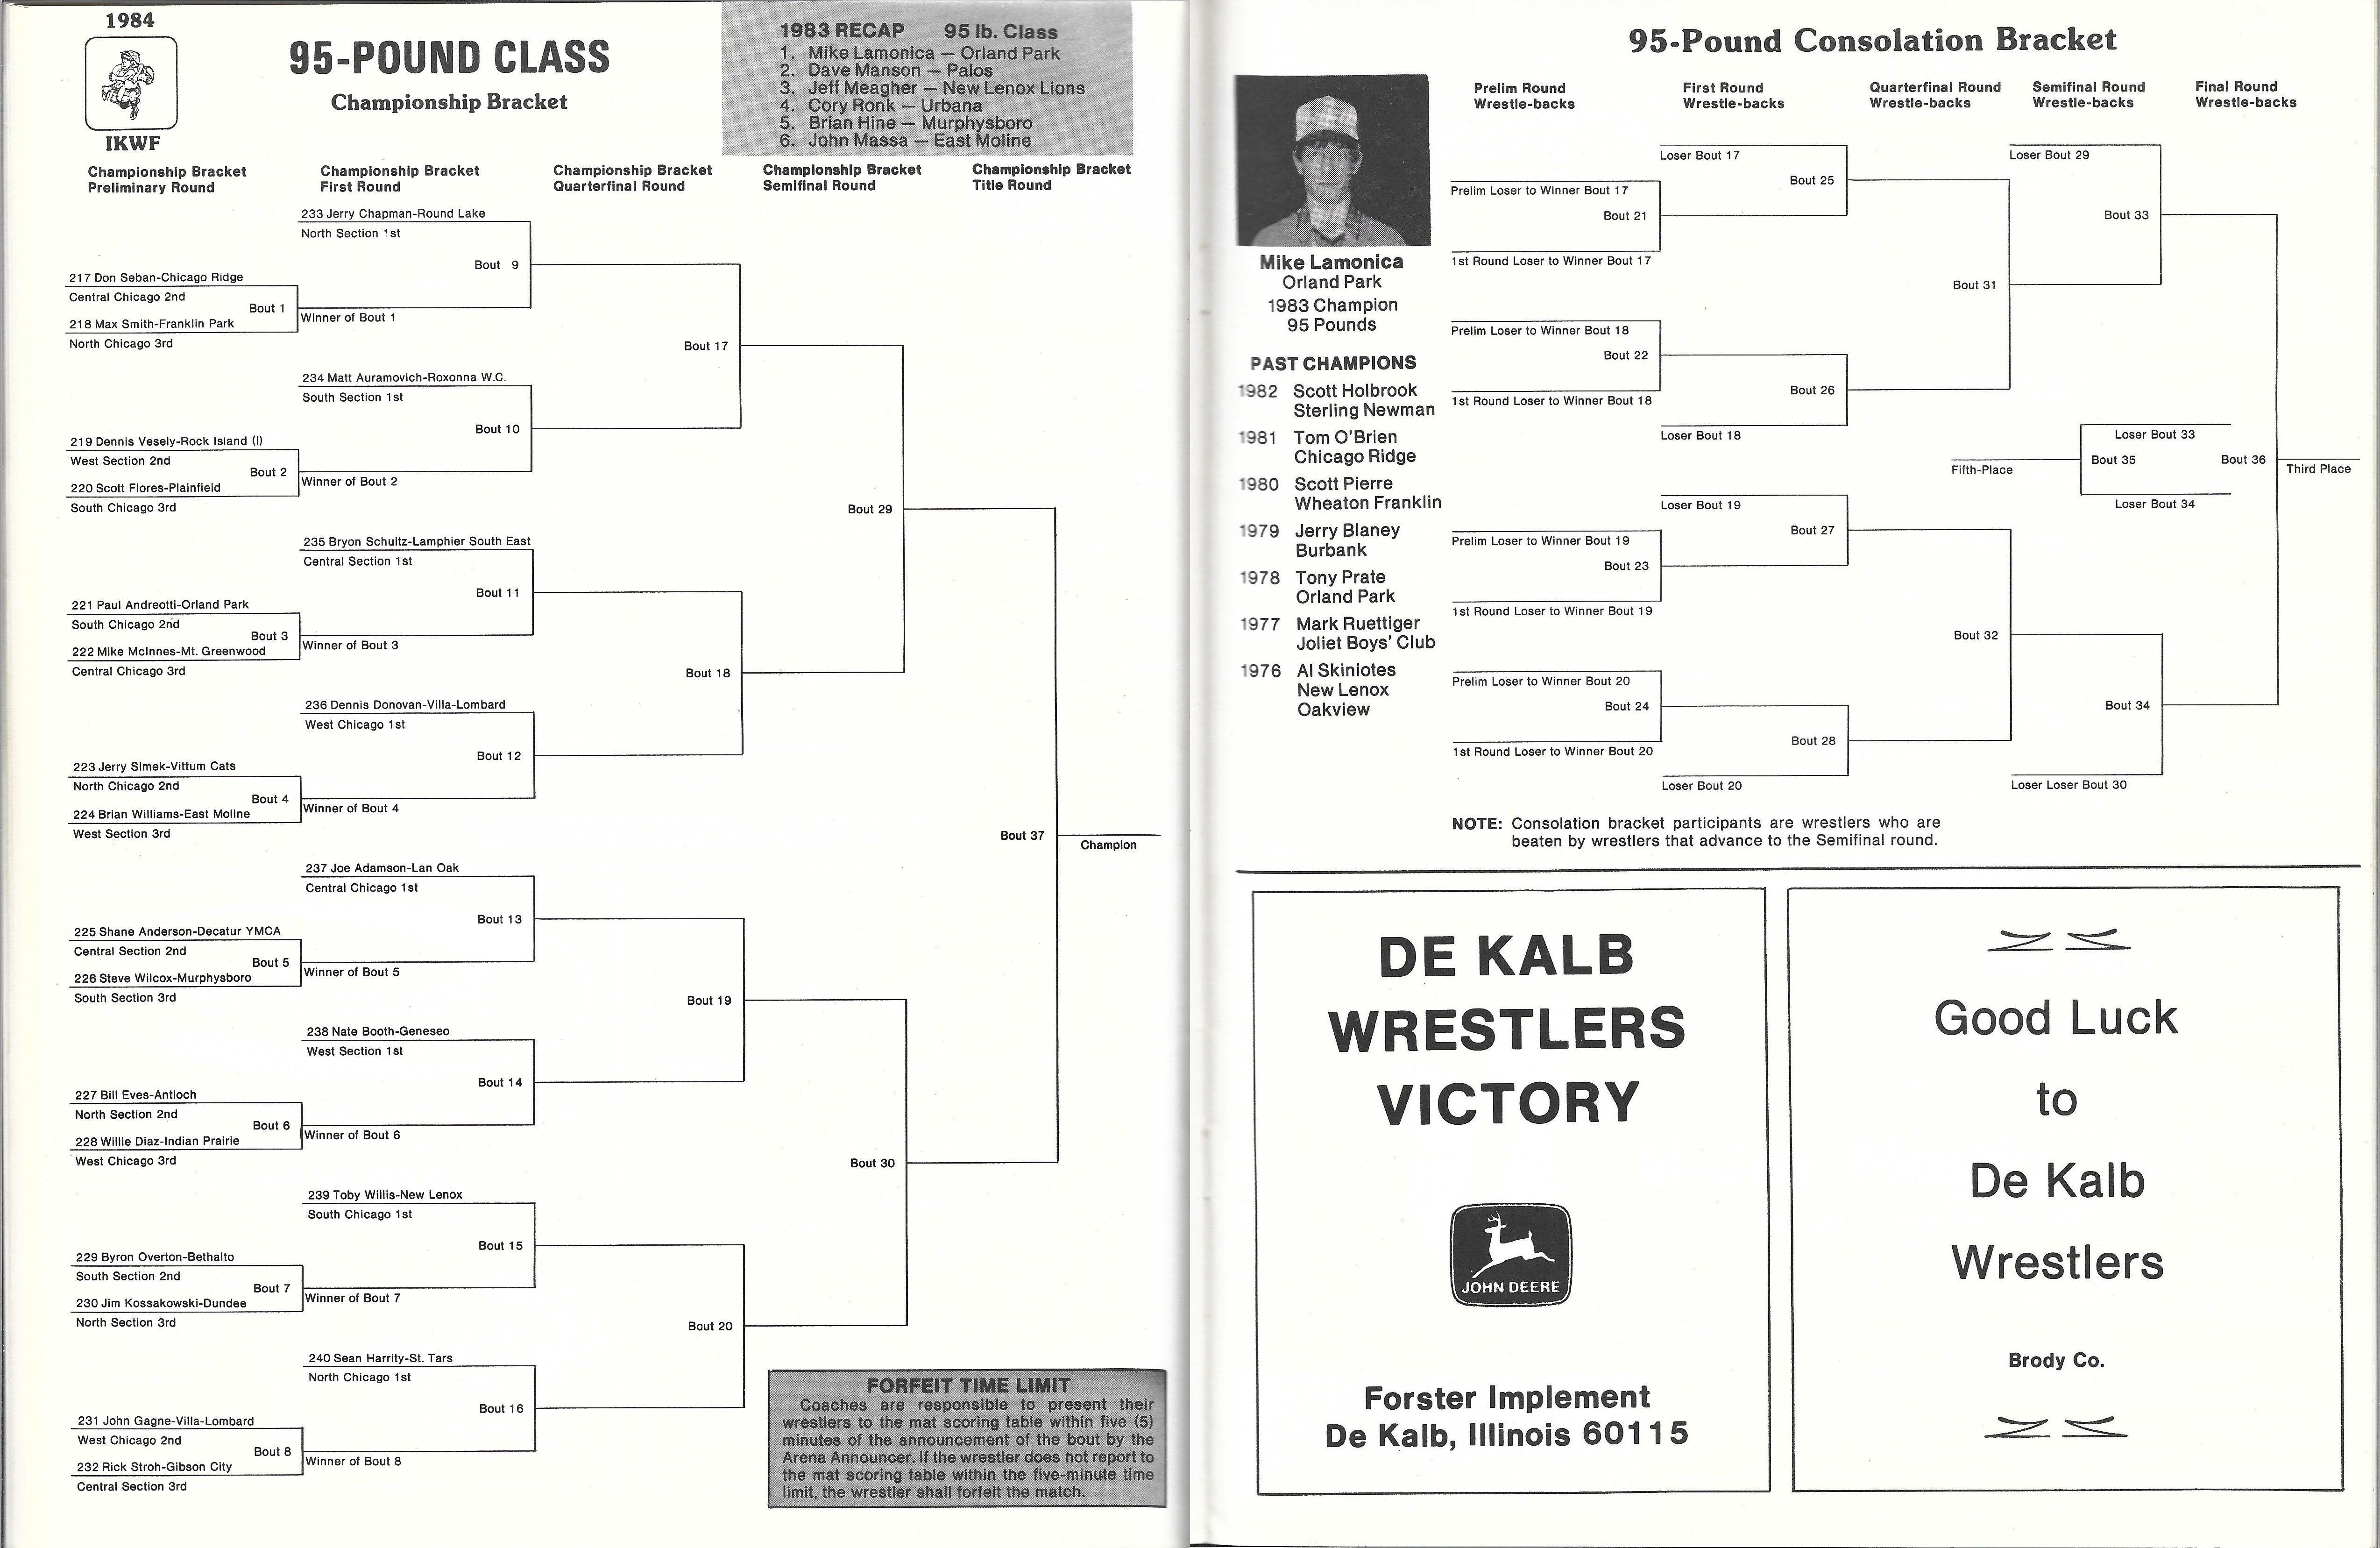 1984
IKWF
95-POUND CLASS
Championship Bracket
1983 RECAP 95 lb. Class
1. Mike Lamonica — Orland Park
2. Dave Manson — Palos
3. Jeff Meagher — New Lenox Lions
4. Cory Ronk — Urbana
5. Brian Hine — Murphysboro
6. John Massa — East Moline
Championship Bracket
Preliminary Round
Championship Bracket
First Round
Championship Bracket
Quarterfinal Round
Championship Bracket
Semifinal Round
Championship Bracket
Title Round
233 Jerry Chapman-Round Lake
North Section 1st
Bout 9
217 Don Seban-Chicago Ridge
Central Chicago 2nd
Bout 1
218 Max Smith-Franklin Park
North Chicago 3rd
Winner of Bout 1
Bout 17
234 Matt Auramovich-Roxonna W.C.
South Section 1st
Bout 10
219 Dennis Vesely-Rock Island (I)
West Section 2nd
Bout 2
220 Scott Flores-Plainfield
South Chicago 3rd
Winner of Bout 2
Bout 29
235 Bryon Schultz-Lamphier South East
Central Section 1st
Bout 11
221 Paul Andreotti-Orland Park
South Chicago 2nd
Bout 3
222 Mike McInnes-Mt. Greenwood
Central Chicago 3rd
Winner of Bout 3
Bout 18
236 Dennis Donovan-Villa-Lombard
West Chicago 1st
Bout 12
223 Jerry Simek-Vittum Cats
North Chicago 2nd
Bout 4
224 Brian Williams-East Moline
West Section 3rd
Winner of Bout 4
Bout 37
Champion
237 Joe Adamson-Lan Oak
Central Chicago 1st
Bout 13
225 Shane Anderson-Decatur YMCA
Central Section 2nd
Bout 5
226 Steve Wilcox-Murphysboro
South Section 3rd
Winner of Bout 5
Bout 19
238 Nate Booth-Geneseo
West Section 1st
Bout 14
227 Bill Eves-Antioch
North Section 2nd
Bout 6
228 Willie Diaz-Indian Prairie
West Chicago 3rd
Winner of Bout 6
Bout 30
239 Toby Willis-New Lenox
South Chicago 1st
Bout 15
229 Byron Overton-Bethalto
South Section 2nd
Bout 7
230 Jim Kossakowski-Dundee
North Section 3rd
Winner of Bout 7
Bout 20
240 Sean Harrity-St. Tars
North Chicago 1st
Bout 16
231 John Gagne-Villa-Lombard
West Chicago 2nd
Bout 8
232 Rick Stroh-Gibson City
Central Section 3rd
Winner of Bout 8
FORFEIT TIME LIMIT
Coaches are responsible to present their
wrestlers to the mat scoring table within five (5)
minutes of the announcement of the bout by the
Arena Announcer. If the wrestler does not report to
the mat scoring table within the five-minute time
limit, the wrestler shall forfeit the match.
95-Pound Consolation Bracket
Prelim Round
Wrestle-backs
First Round
Wrestle-backs
Quarterfinal Round
Wrestle-backs
Semifinal Round
Wrestle-backs
Final Round
Wrestle-backs
Mike Lamonica
Orland Park
1983 Champion
95 Pounds
PAST CHAMPIONS
1982 Scott Holbrook
Sterling Newman
1981 Tom O'Brien
Chicago Ridge
1980 Scott Pierre
Wheaton Franklin
1979 Jerry Blaney
Burbank
1978 Tony Prate
Orland Park
1977 Mark Ruettiger
Joliet Boys' Club
1976 Al Skiniotes
New Lenox
Oakview
Loser Bout 17
Bout 25
Prelim Loser to Winner Bout 17
Bout 21
1st Round Loser to Winner Bout 17
Loser Bout 29
Bout 33
Bout 31
Prelim Loser to Winner Bout 18
Bout 22
1st Round Loser to Winner Bout 18
Bout 26
Loser Bout 18
Loser Bout 33
Fifth-Place
Bout 35
Bout 36
Third Place
Loser Bout 34
Loser Bout 19
Bout 27
Prelim Loser to Winner Bout 19
Bout 23
1st Round Loser to Winner Bout 19
Bout 32
Prelim Loser to Winner Bout 20
Bout 24
1st Round Loser to Winner Bout 20
Bout 28
Loser Bout 20
Bout 34
Loser Loser Bout 30
NOTE: Consolation bracket participants are wrestlers who are
beaten by wrestlers that advance to the Semifinal round.
DE KALB
WRESTLERS
VICTORY
JOHN DEERE
Forster Implement
De Kalb, Illinois 60115
Good Luck
to
De Kalb
Wrestlers
Brody Co.